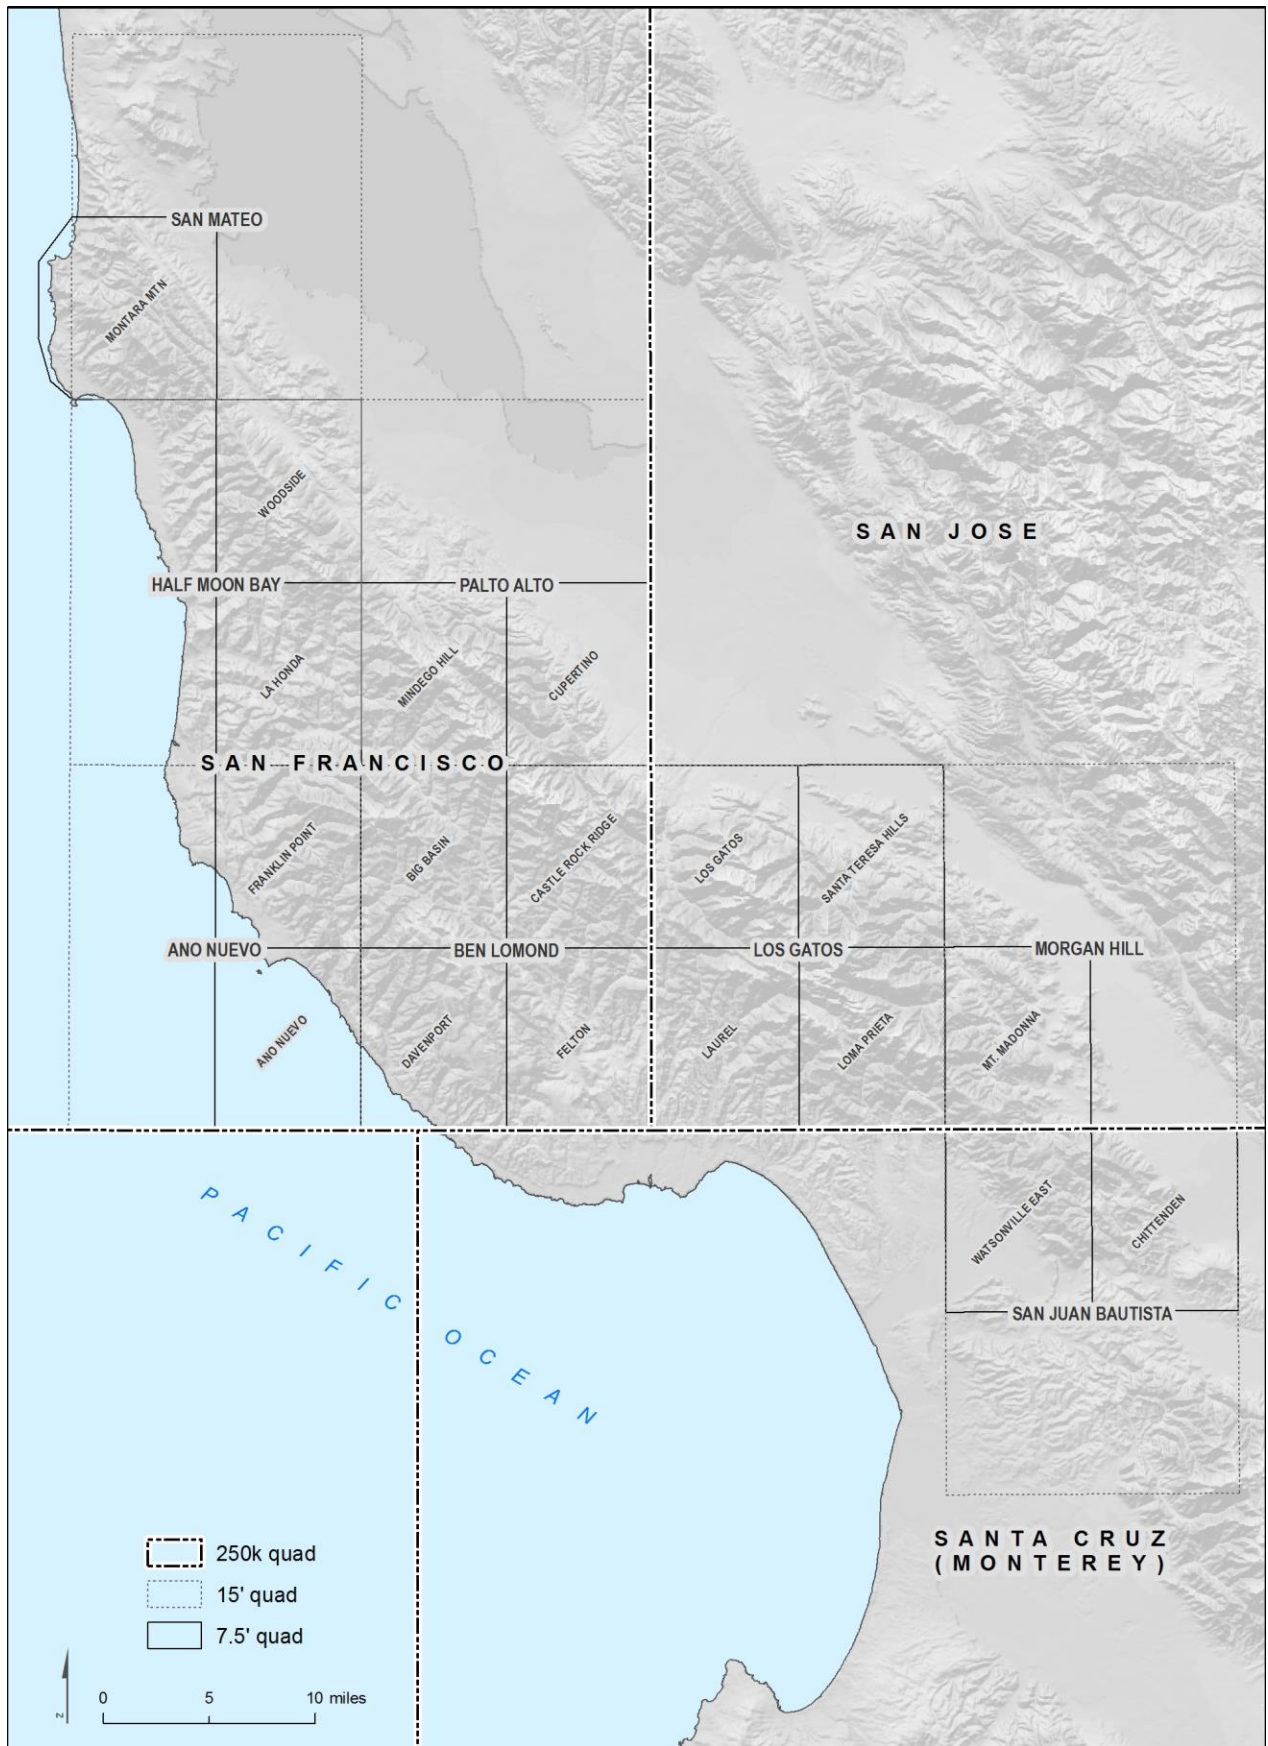 SAN MATEO
MONTARA MTN
WOODSIDE
SAN JOSE
HALF MOON BAY
PALTO ALTO
LA HONDA
MINDEGO HILL
CUPERTINO
SAN FRANCISCO
FRANKLIN POINT
BIG BASIN
CASTLE ROCK RIDGE
LOS GATOS
SANTA TERESA HILLS
ANO NUEVO
BEN LOMOND
LOS GATOS
MORGAN HILL
ANO NUEVO
DAVENPORT
FELTON
LAUREL
LOMA PRIETA
MT. MADONNA
PACIFIC OCEAN
WATSONVILLE EAST
CHITTENDEN
SAN JUAN BAUTISTA
SANTA CRUZ
(MONTEREY)
250k quad
15' quad
7.5' quad
N
0 5 10 miles